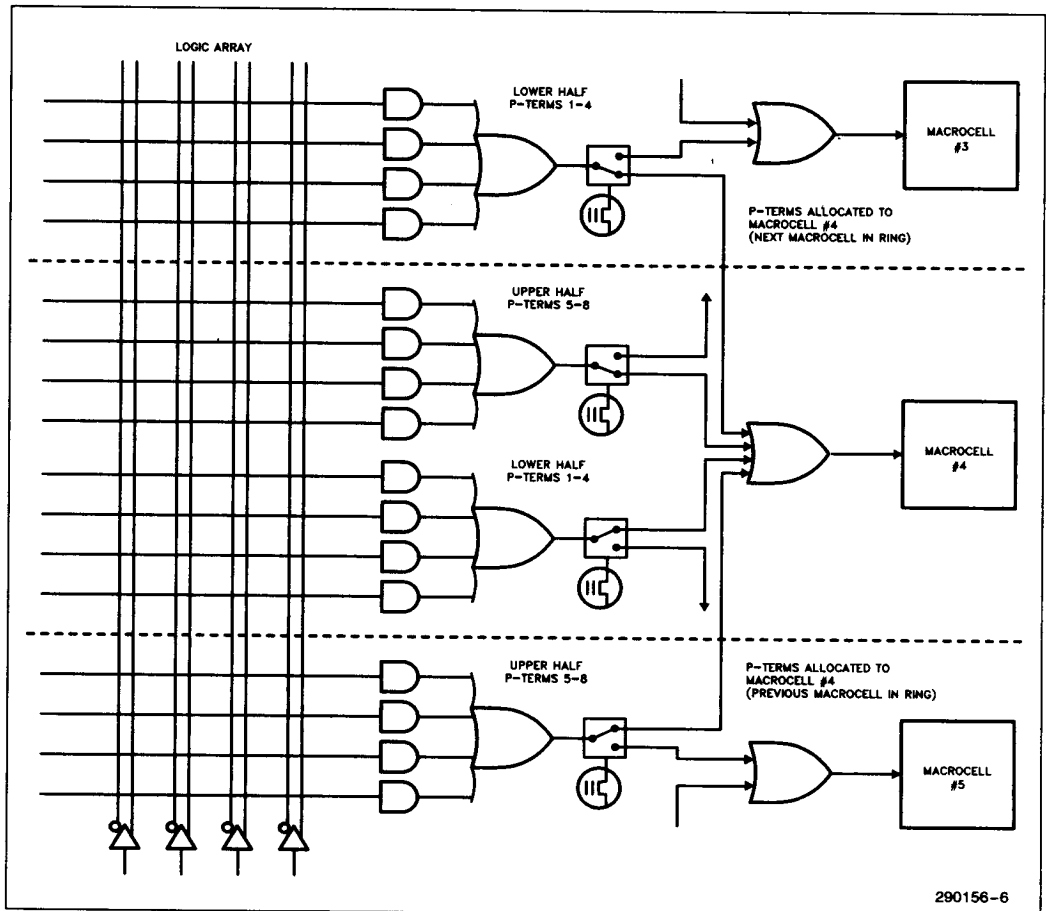 LOGIC ARRAY
LOWER HALF
P-TERMS 1-4
MACROCELL
#3
P-TERMS ALLOCATED TO
MACROCELL #4
(NEXT MACROCELL IN RING)
UPPER HALF
P-TERMS 5-8
MACROCELL
#4
LOWER HALF
P-TERMS 1-4
UPPER HALF
P-TERMS 5-8
P-TERMS ALLOCATED TO
MACROCELL #4
(PREVIOUS MACROCELL IN RING)
MACROCELL
#5
290156-6